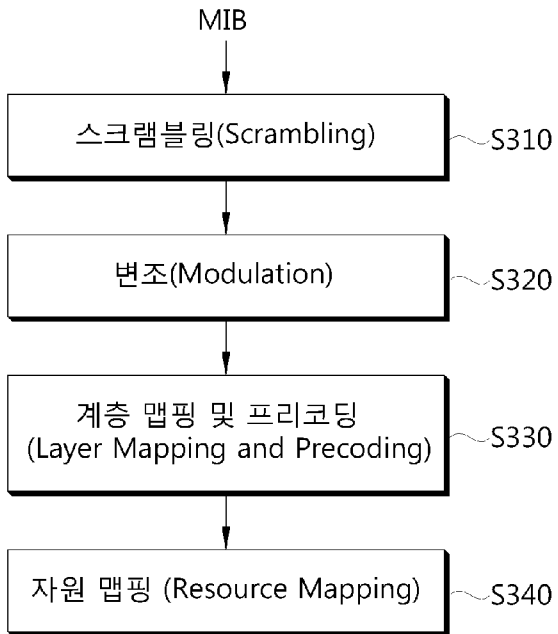 MIB
스크램블링(Scrambling)
S310
변조(Modulation)
S320
계층 맵핑 및 프리코딩
(Layer Mapping and Precoding)
S330
자원 맵핑 (Resource Mapping)
S340